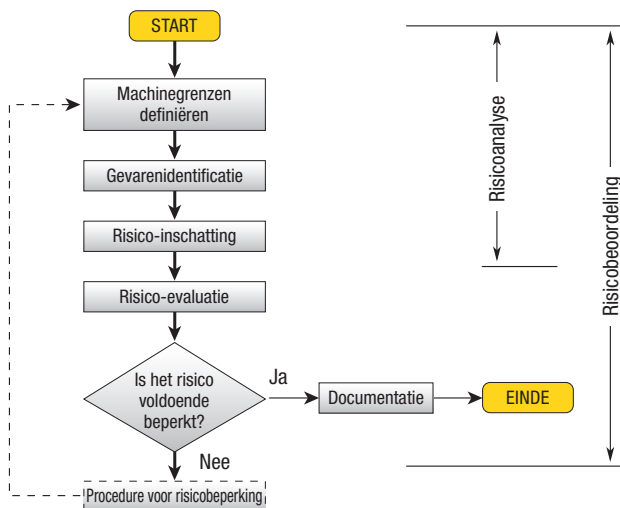 START
Machinegrenzen
definiëren
Gevarenidentificatie
Risico-inschatting
Risico-evaluatie
Is het risico
voldoende
beperkt?
Ja
Documentatie
EINDE
Nee
Procedure voor risicobeperking
Risicoanalyse
Risicobeoordeling